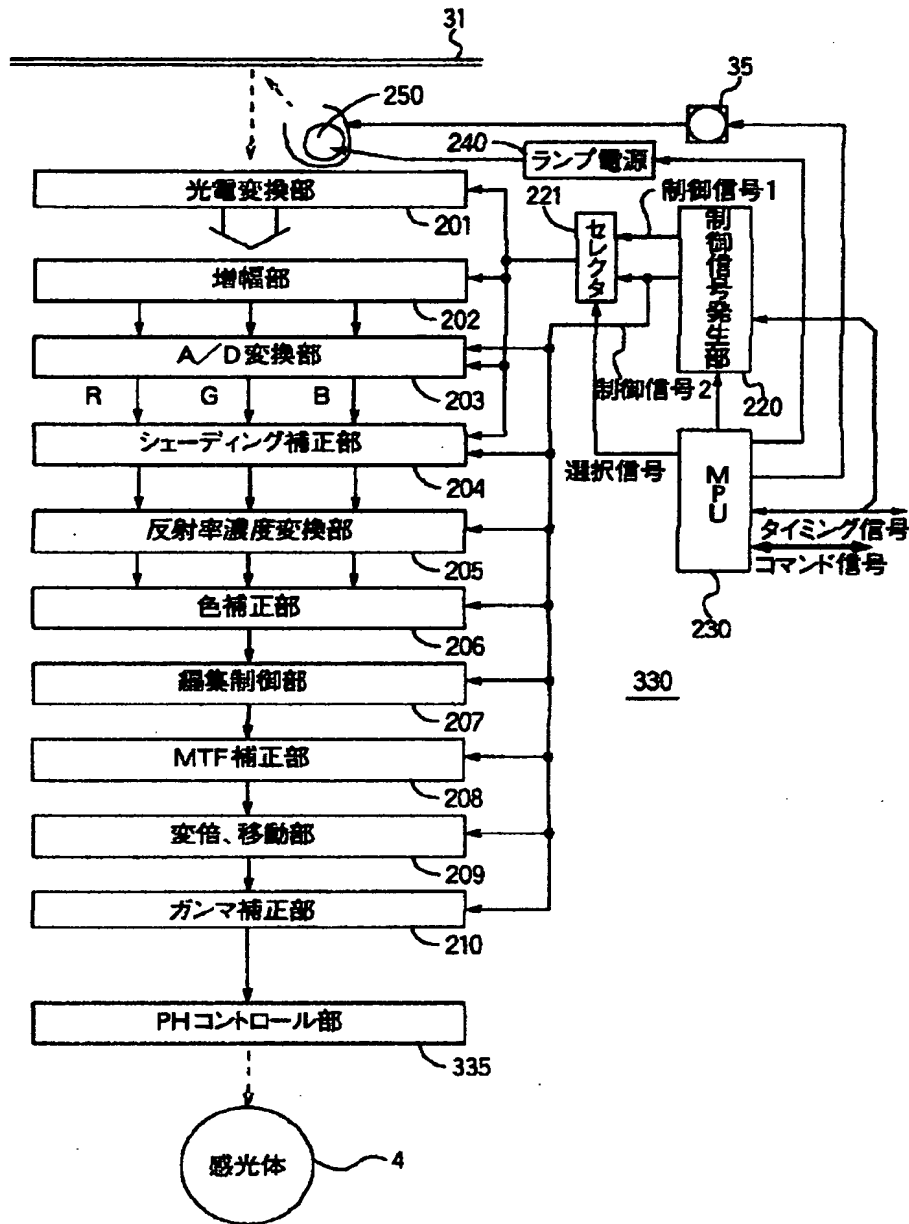 31
35
250
240
ランプ電源
光電変換部
201
221
セレクタ
制御信号1
制御信号発生部
220
増幅部
202
A/D変換部
203
制御信号2
R G B
シェーディング補正部
204
選択信号
MPU
230
タイミング信号
コマンド信号
反射率濃度変換部
205
色補正部
206
330
編集制御部
207
MTF補正部
208
変倍、移動部
209
ガンマ補正部
210
PHコントロール部
335
感光体
4